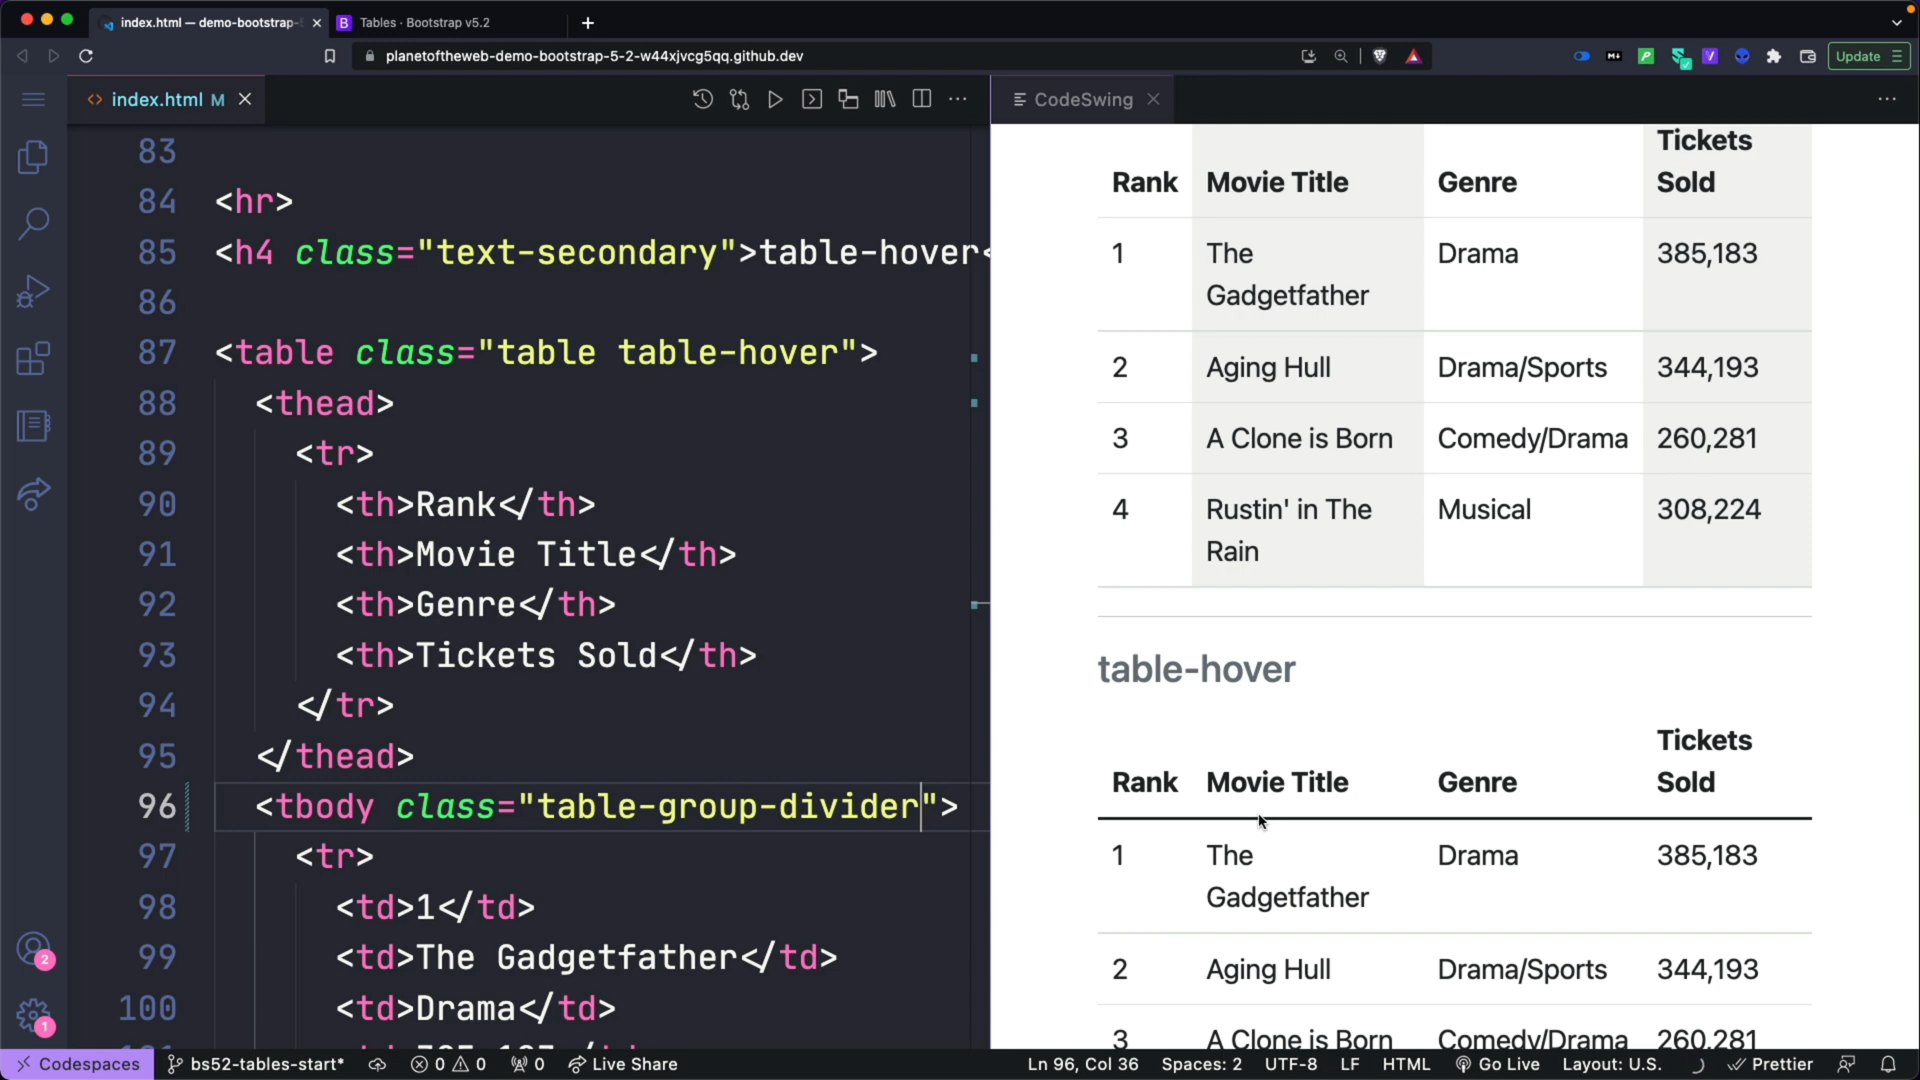 index.html — demo-bootstrap-5
Tables · Bootstrap v5.2
planetoftheweb-demo-bootstrap-5-2-w44xjvcg5qq.github.dev
Update
index.html M
CodeSwing
83
84 <hr>
85 <h4 class="text-secondary">table-hover<
86
87 <table class="table table-hover">
88 <thead>
89 <tr>
90 <th>Rank</th>
91 <th>Movie Title</th>
92 <th>Genre</th>
93 <th>Tickets Sold</th>
94 </tr>
95 </thead>
96 <tbody class="table-group-divider">
97 <tr>
98 <td>1</td>
99 <td>The Gadgetfather</td>
100 <td>Drama</td>
Tickets
Rank Movie Title Genre Sold
1 The Drama 385,183
Gadgetfather
2 Aging Hull Drama/Sports 344,193
3 A Clone is Born Comedy/Drama 260,281
4 Rustin' in The Musical 308,224
Rain
table-hover
Tickets
Rank Movie Title Genre Sold
1 The Drama 385,183
Gadgetfather
2 Aging Hull Drama/Sports 344,193
3 A Clone is Born Comedy/Drama 260,281
2
1
Codespaces bs52-tables-start* 0 0 0 Live Share Ln 96, Col 36 Spaces: 2 UTF-8 LF HTML Go Live Layout: U.S. Prettier